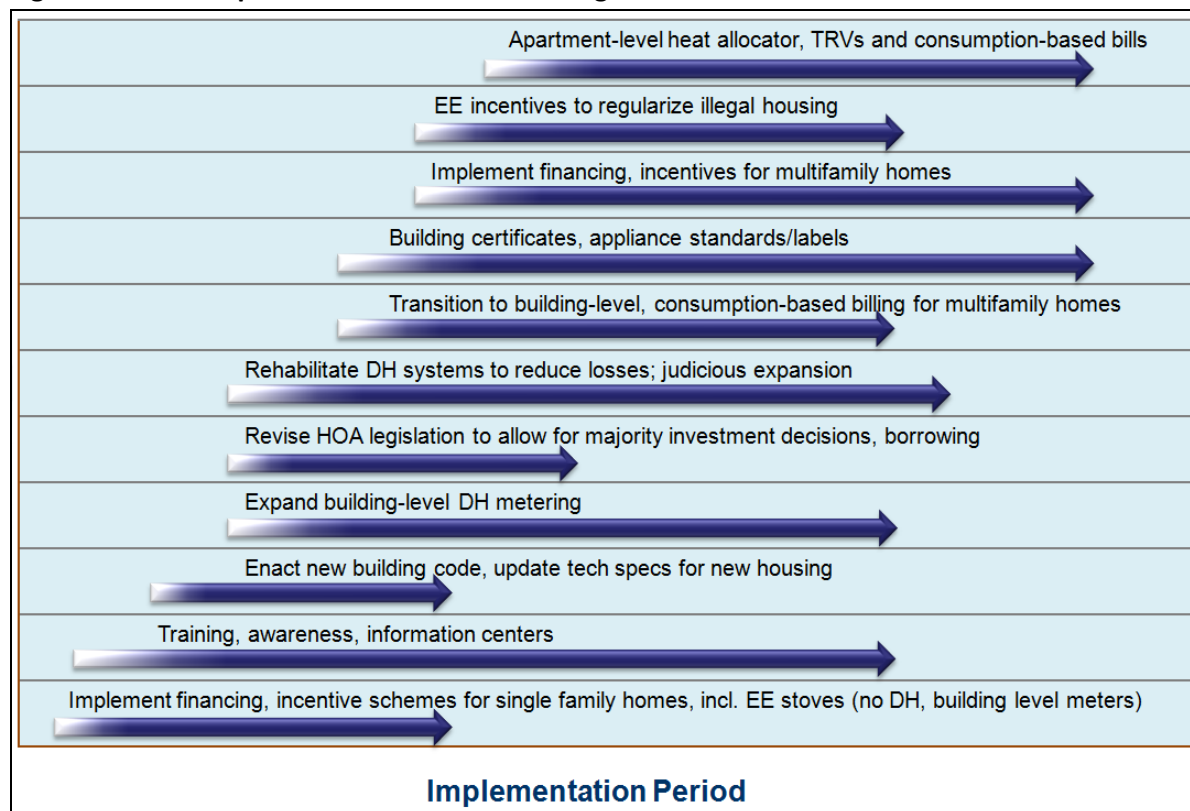 Apartment-level heat allocator, TRVs and consumption-based bills
EE incentives to regularize illegal housing
Implement financing, incentives for multifamily homes
Building certificates, appliance standards/labels
Transition to building-level, consumption-based billing for multifamily homes
Rehabilitate DH systems to reduce losses; judicious expansion
Revise HOA legislation to allow for majority investment decisions, borrowing
Expand building-level DH metering
Enact new building code, update tech specs for new housing
Training, awareness, information centers
Implement financing, incentive schemes for single family homes, incl. EE stoves (no DH, building level meters)
Implementation Period